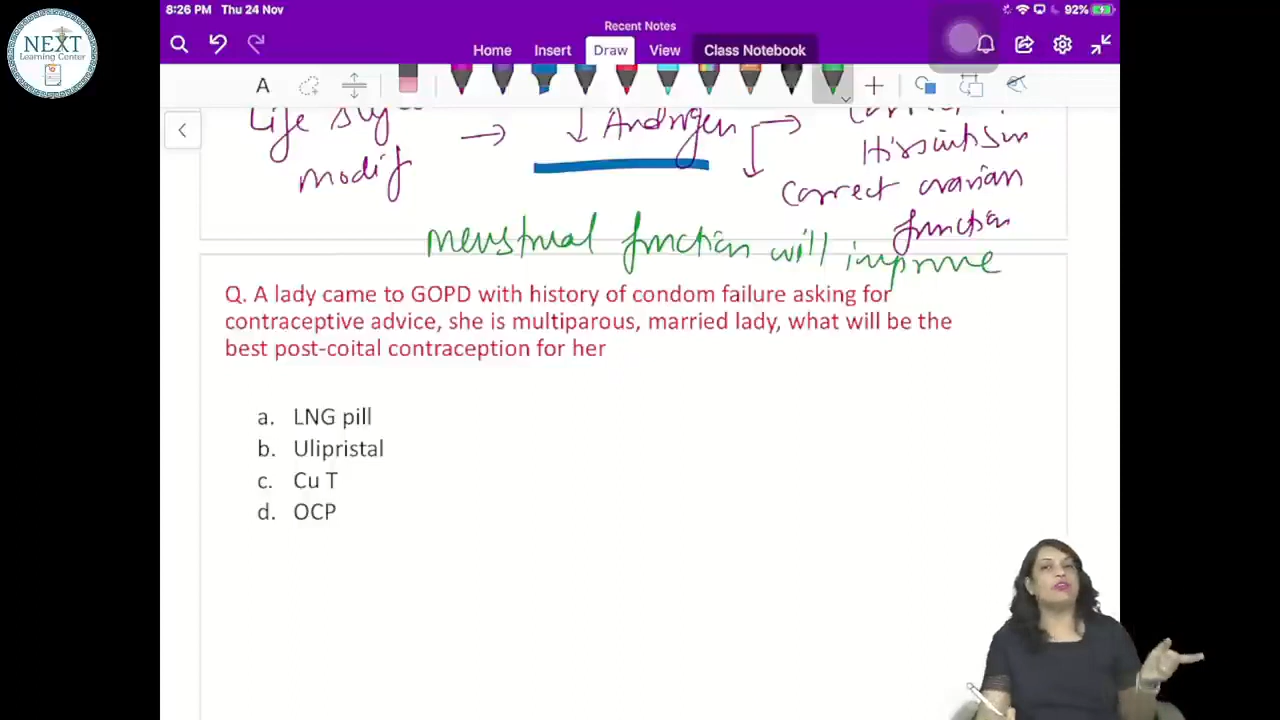 8:26 PM Thu 24 Nov
92%
Recent Notes
Home Insert Draw View Class Notebook
NEXT
Learning Center
A
Life style
modif
→ ↓ Androgen →
Hirsuitism
correct ovarian
function
menstrual function will improve
Q. A lady came to GOPD with history of condom failure asking for
contraceptive advice, she is multiparous, married lady, what will be the
best post-coital contraception for her
a. LNG pill
b. Ulipristal
c. Cu T
d. OCP